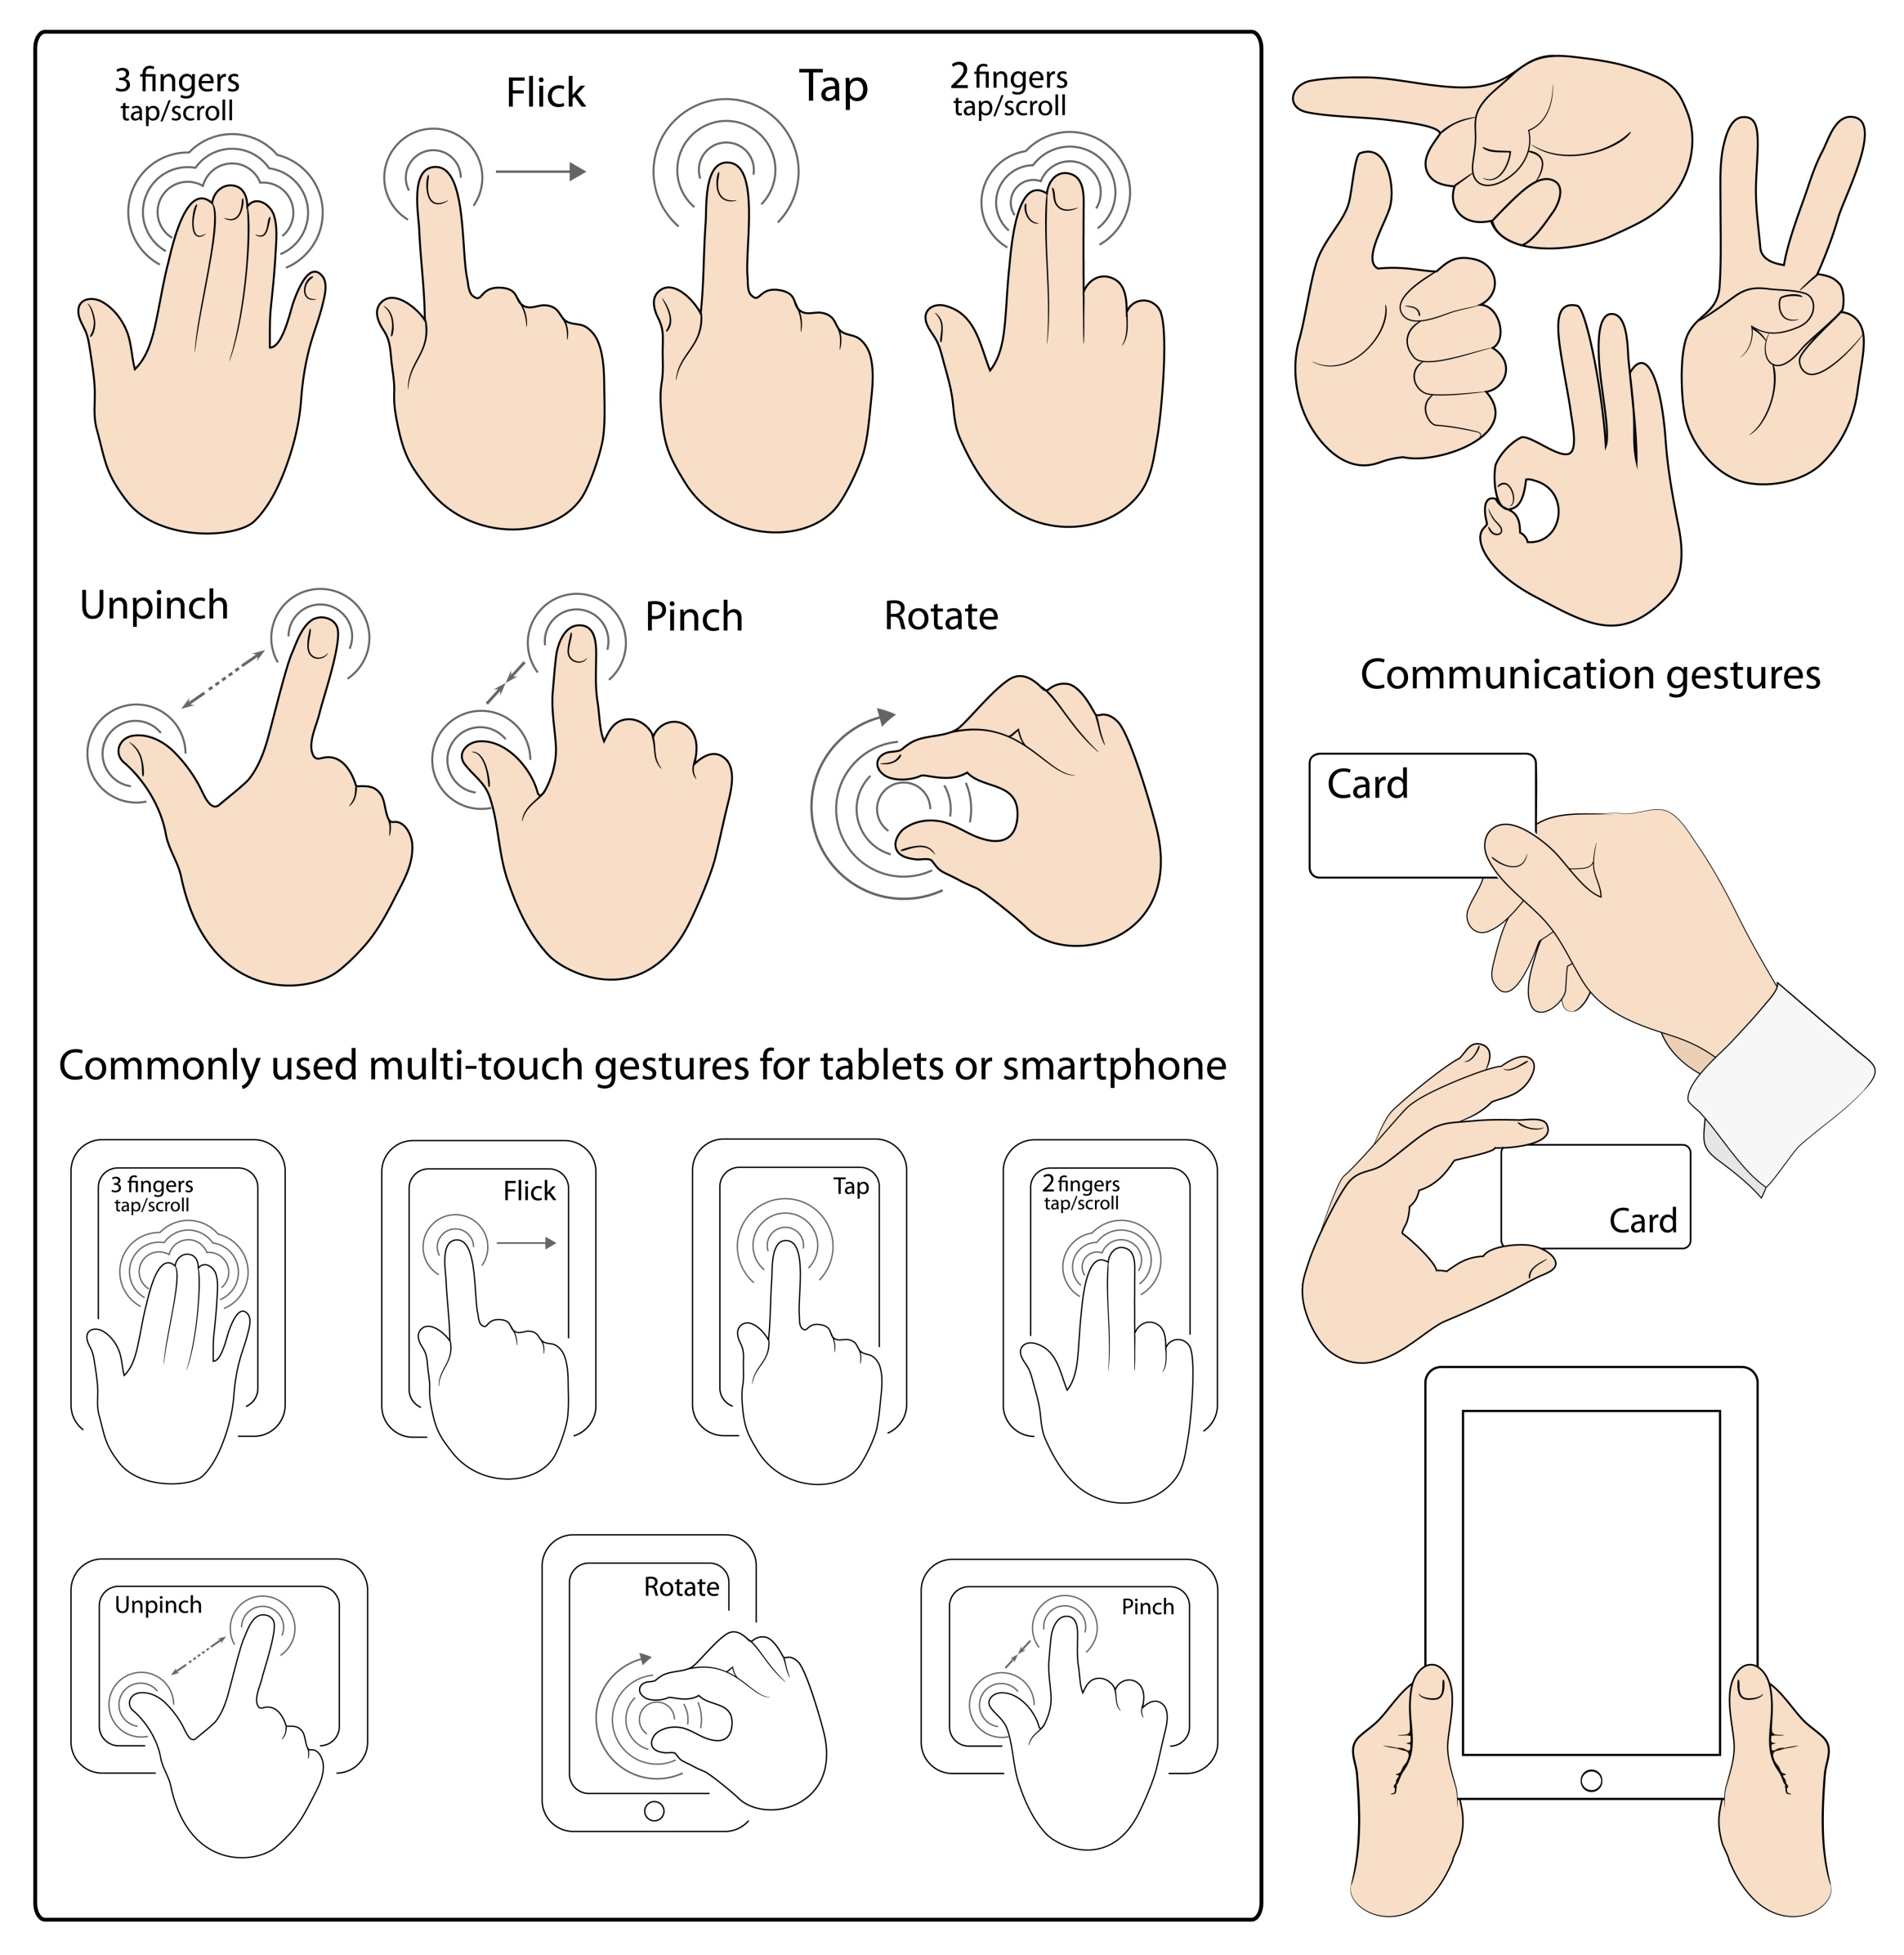 3 fingers
tap/scroll
Flick
Tap
2 fingers
tap/scroll
Unpinch
Pinch
Rotate
Commonly used multi-touch gestures for tablets or smartphone
3 fingers
tap/scroll
Flick
Tap
2 fingers
tap/scroll
Unpinch
Rotate
Pinch
Communication gestures
Card
Card